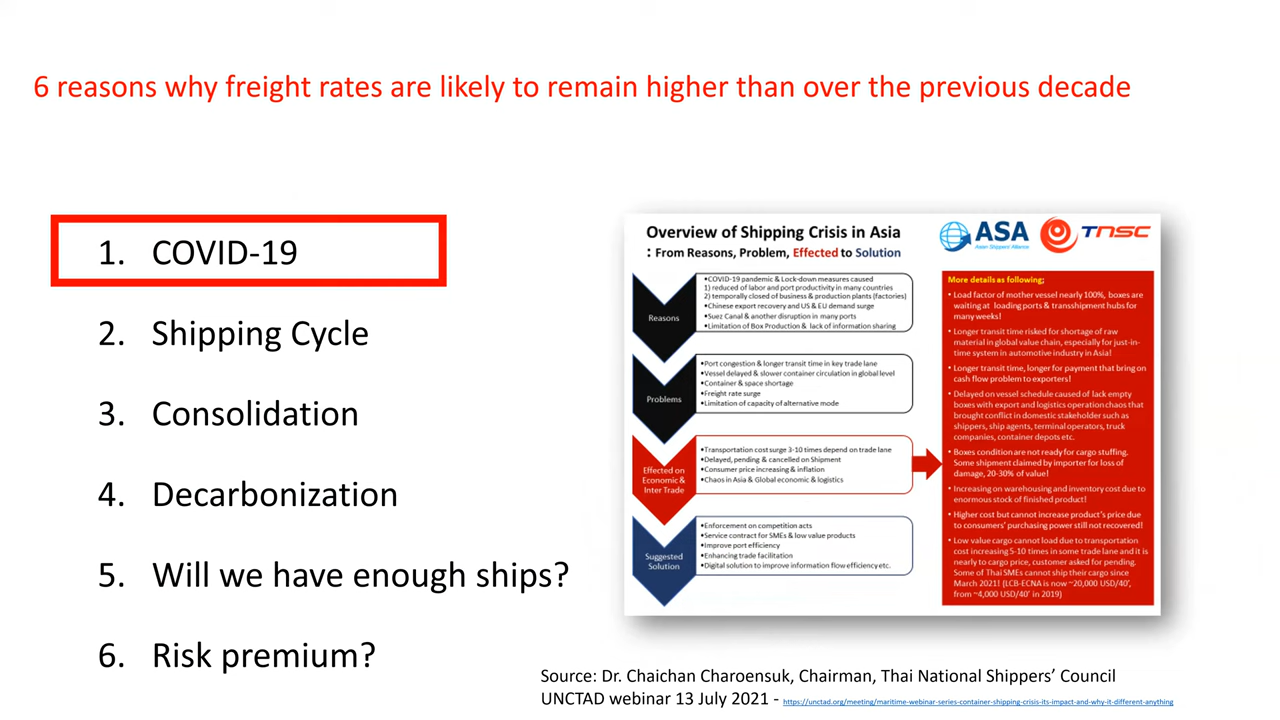 6 reasons why freight rates are likely to remain higher than over the previous decade
1. COVID-19
2. Shipping Cycle
3. Consolidation
4. Decarbonization
5. Will we have enough ships?
6. Risk premium?
Overview of Shipping Crisis in Asia
: From Reasons, Problem, Effected to Solution
ASA
Asian Shippers' Alliance
TNSC
Reasons
•COVID-19 pandemic & Lock-down measures caused
1) reduced of labor and port productivity in many countries
2) temporally closed of business & production plants (factories)
•Chinese export recovery and US & EU demand surge
•Suez Canal & another disruption in many ports
•Limitation of Box Production & lack of information sharing
Problems
•Port congestion & longer transit time in key trade lane
•Vessel delayed & slower container circulation in global level
•Container & space shortage
•Freight rate surge
•Limitation of capacity of alternative mode
Effected on
Economic &
Inter Trade
•Transportation cost surge 3-10 times depend on trade lane
•Delayed, pending & cancelled on Shipment
•Consumer price increasing & inflation
•Chaos in Asia & Global economic & logistics
Suggested
Solution
•Enforcement on competition acts
•Service contract for SMEs & low value products
•Improve port efficiency
•Enhancing trade facilitation
•Digital solution to improve information flow efficiency etc.
More details as following;
• Load factor of mother vessel nearly 100%, boxes are
waiting at loading ports & transshipment hubs for
many weeks!
• Longer transit time risked for shortage of raw
material in global value chain, especially for just-in-
time system in automotive industry in Asia!
• Longer transit time, longer for payment that bring on
cash flow problem to exporters!
• Delayed on vessel schedule caused of lack empty
boxes with export and logistics operation chaos that
brought conflict in domestic stakeholder such as
shippers, ship agents, terminal operators, truck
companies, container depots etc.
• Boxes condition are not ready for cargo stuffing.
Some shipment claimed by importer for loss of
damage, 20-30% of value!
• Increasing on warehousing and inventory cost due to
enormous stock of finished product!
• Higher cost but cannot increase product's price due
to consumers' purchasing power still not recovered!
• Low value cargo cannot load due to transportation
cost increasing 5-10 times in some trade lane and it is
nearly to cargo price, customer asked for pending.
Some of Thai SMEs cannot ship their cargo since
March 2021! (LCB-ECNA is now ~20,000 USD/40',
from ~4,000 USD/40' in 2019)
Source: Dr. Chaichan Charoensuk, Chairman, Thai National Shippers' Council
UNCTAD webinar 13 July 2021 - https://unctad.org/meeting/maritime-webinar-series-container-shipping-crisis-its-impact-and-why-it-different-anything